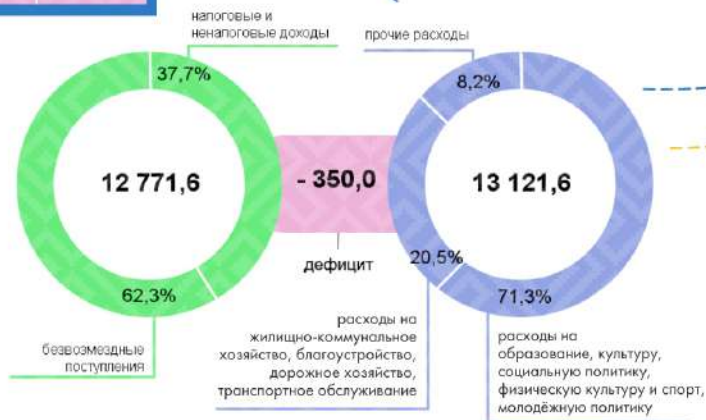 налоговые и
неналоговые доходы
прочие расходы
37,7%
8,2%
12 771,6
- 350,0
13 121,6
дефицит
62,3%
20,5%
71,3%
безвозмездные
поступления
расходы на
жилищно-коммунальное
хозяйство, благоустройство,
дорожное хозяйство,
транспортное обслуживание
расходы на
образование, культуру,
социальную политику,
физическую культуру и спорт,
молодёжную политику